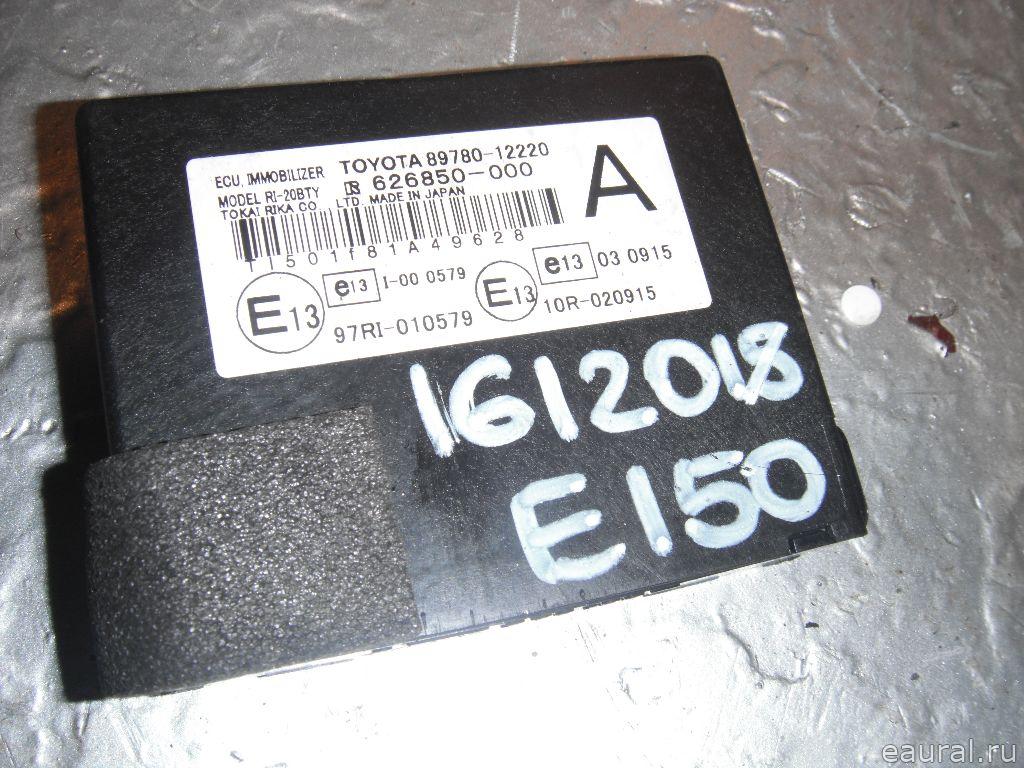 ECU, IMMOBILIZER TOYOTA 89780-12220
MODEL RI-20BTY 626850-000
TOKAI RIKA CO., LTD. MADE IN JAPAN
A
11501f81A49628
E13 e13 I-00 0579
97RI-010579
E13 e13 03 0915
10R-020915
1612018
E150
eaural.ru